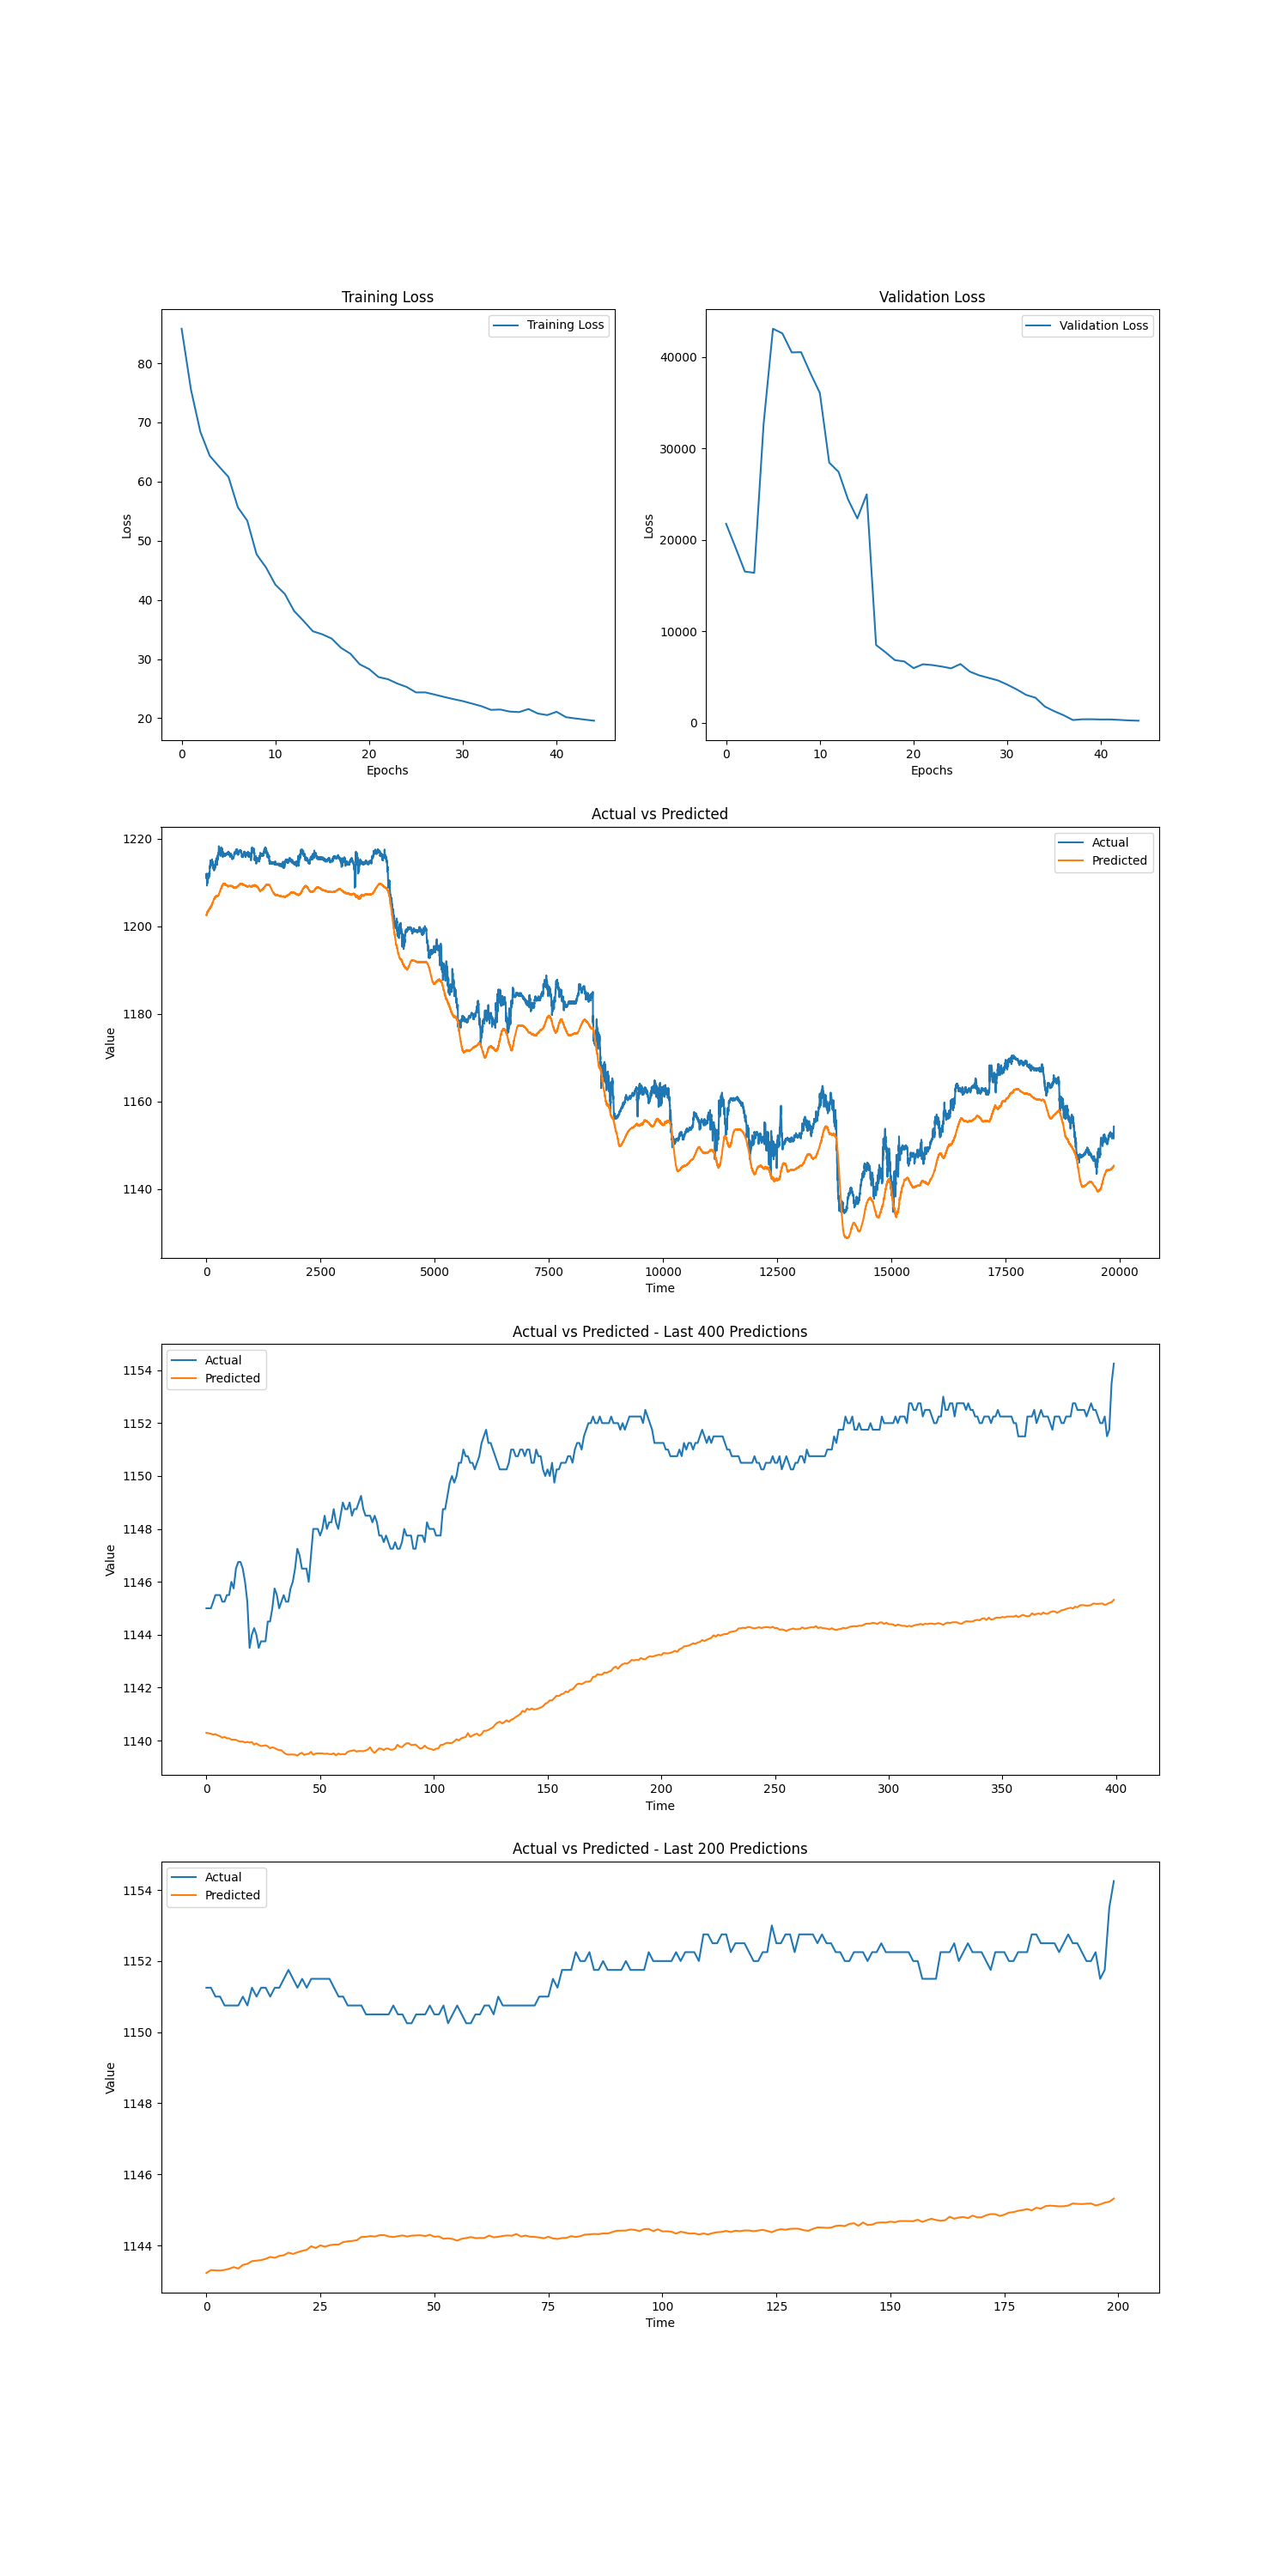 Training Loss
Validation Loss
Training Loss
Validation Loss
Loss
80
70
60
50
40
30
20
0
10
20
30
40
Epochs
Loss
40000
30000
20000
10000
0
0
10
20
30
40
Epochs
Actual vs Predicted
Actual
Predicted
Value
1220
1200
1180
1160
1140
0
2500
5000
7500
10000
12500
15000
17500
20000
Time
Actual vs Predicted - Last 400 Predictions
Actual
Predicted
Value
1154
1152
1150
1148
1146
1144
1142
1140
0
50
100
150
200
250
300
350
400
Time
Actual vs Predicted - Last 200 Predictions
Actual
Predicted
Value
1154
1152
1150
1148
1146
1144
0
25
50
75
100
125
150
175
200
Time